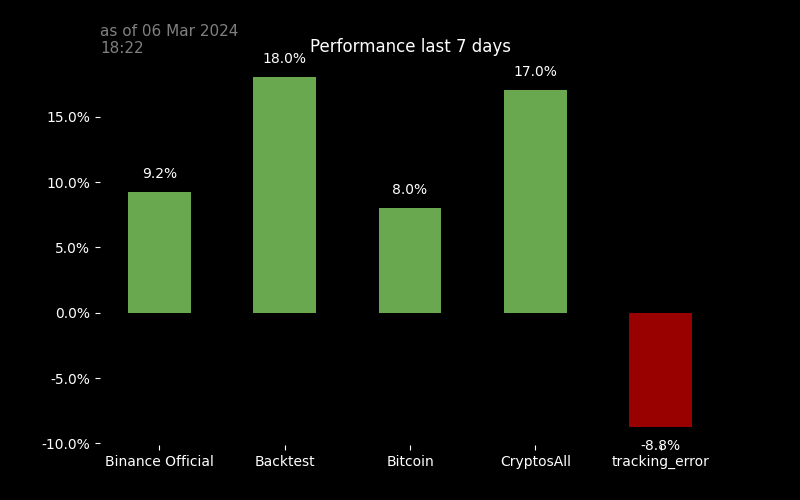 as of 06 Mar 2024
18:22
Performance last 7 days
18.0%
17.0%
15.0%
9.2%
10.0%
8.0%
5.0%
0.0%
-5.0%
-10.0%
-8.8%
Binance Official
Backtest
Bitcoin
CryptosAll
tracking_error